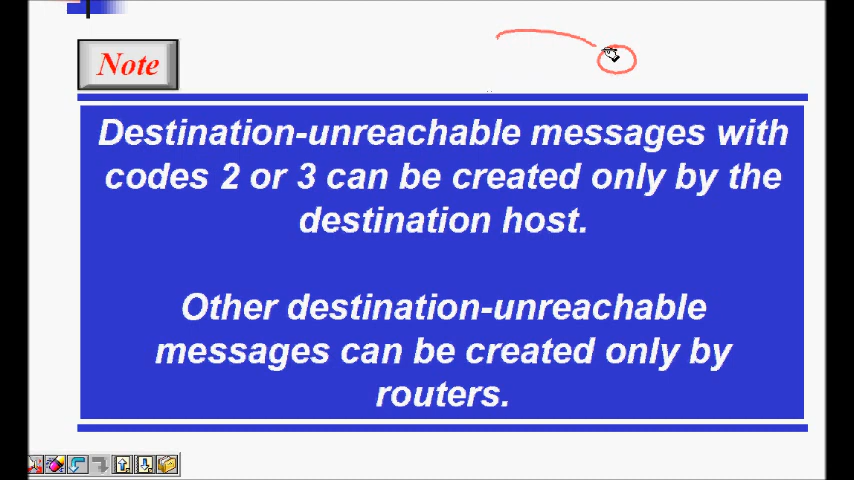 Note
Destination-unreachable messages with
codes 2 or 3 can be created only by the
destination host.
Other destination-unreachable
messages can be created only by
routers.